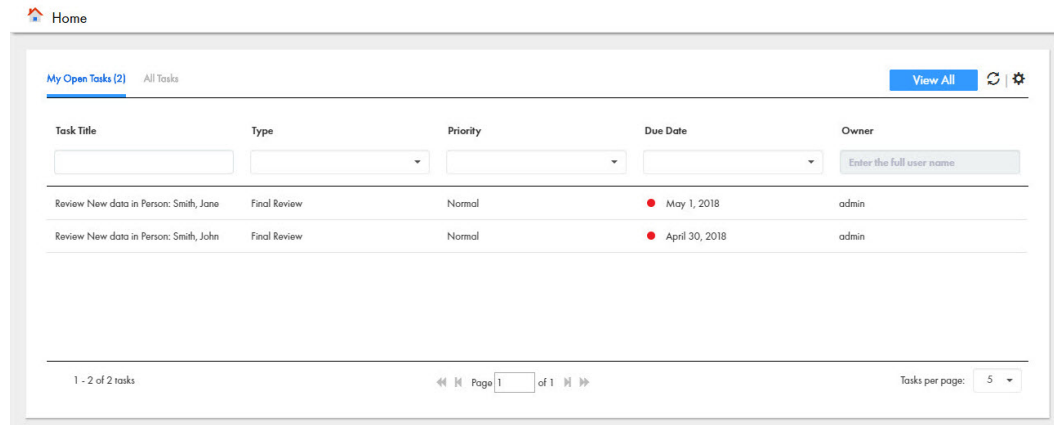 Home
My Open Tasks (2) All Tasks View All
Task Title Type Priority Due Date Owner
Enter the full user name
Review New data in Person: Smith, Jane Final Review Normal May 1, 2018 admin
Review New data in Person: Smith, John Final Review Normal April 30, 2018 admin
1 - 2 of 2 tasks Page 1 of 1 Tasks per page: 5